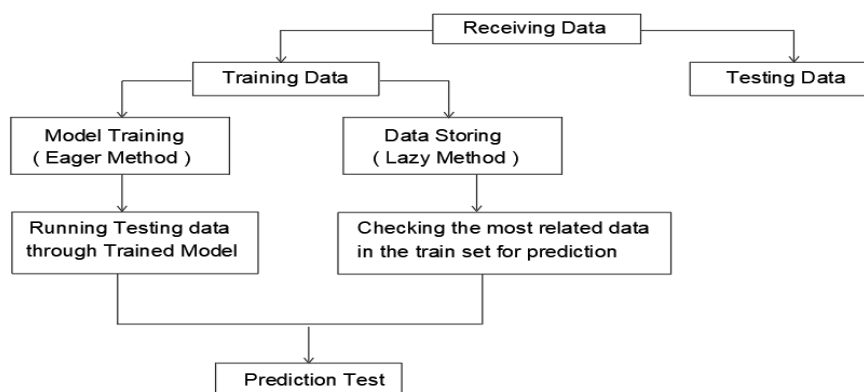 Receiving Data
Training Data
Testing Data
Model Training
( Eager Method )
Data Storing
( Lazy Method )
Running Testing data
through Trained Model
Checking the most related data
in the train set for prediction
Prediction Test